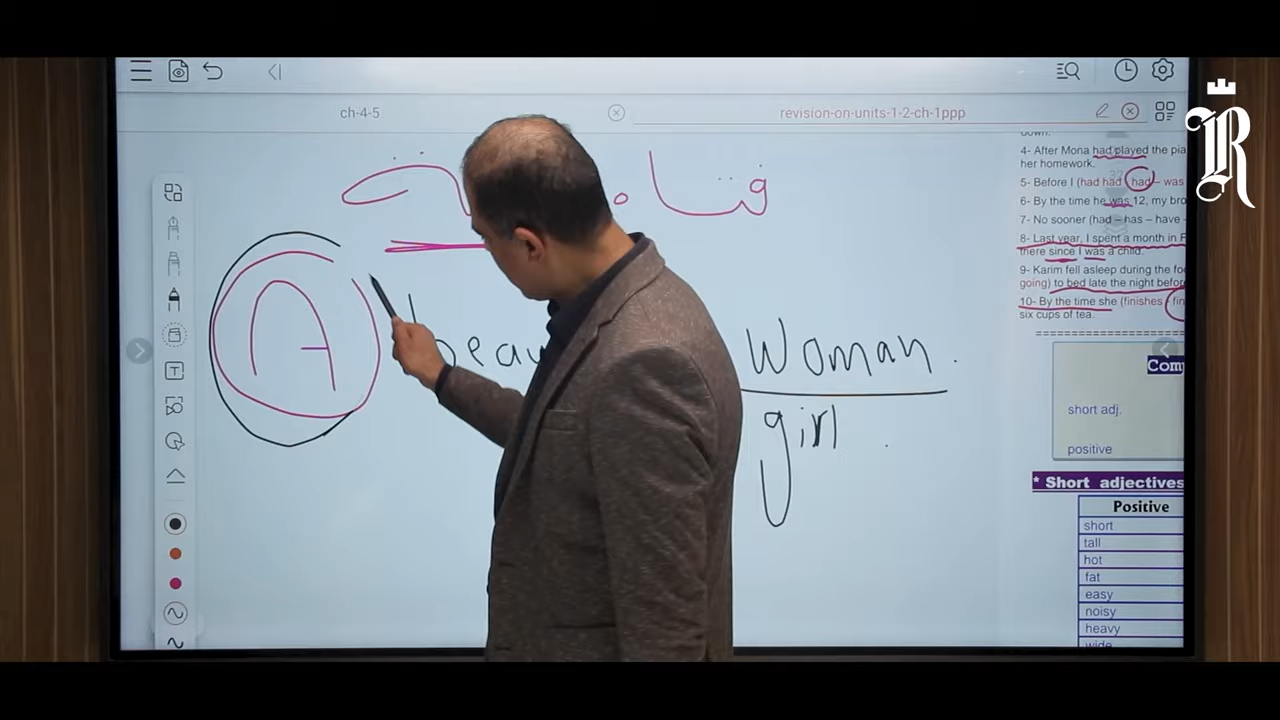 ch-4-5
revision-on-units-1-2-ch-1ppp
R
down.
4- After Mona had played the pia
her homework.
5- Before I (had had had – was
6- By the time he was 12, my bro
7- No sooner (had – has – have
8- Last year, I spent a month in F
there since I was a child.
9- Karim fell asleep during the fo
going) to bed late the night befor
10- By the time she (finishes - fin
six cups of tea.
A beau Woman .
girl .
Com
short adj.
positive
* Short adjectives
Positive
short
tall
hot
fat
easy
noisy
heavy
wide